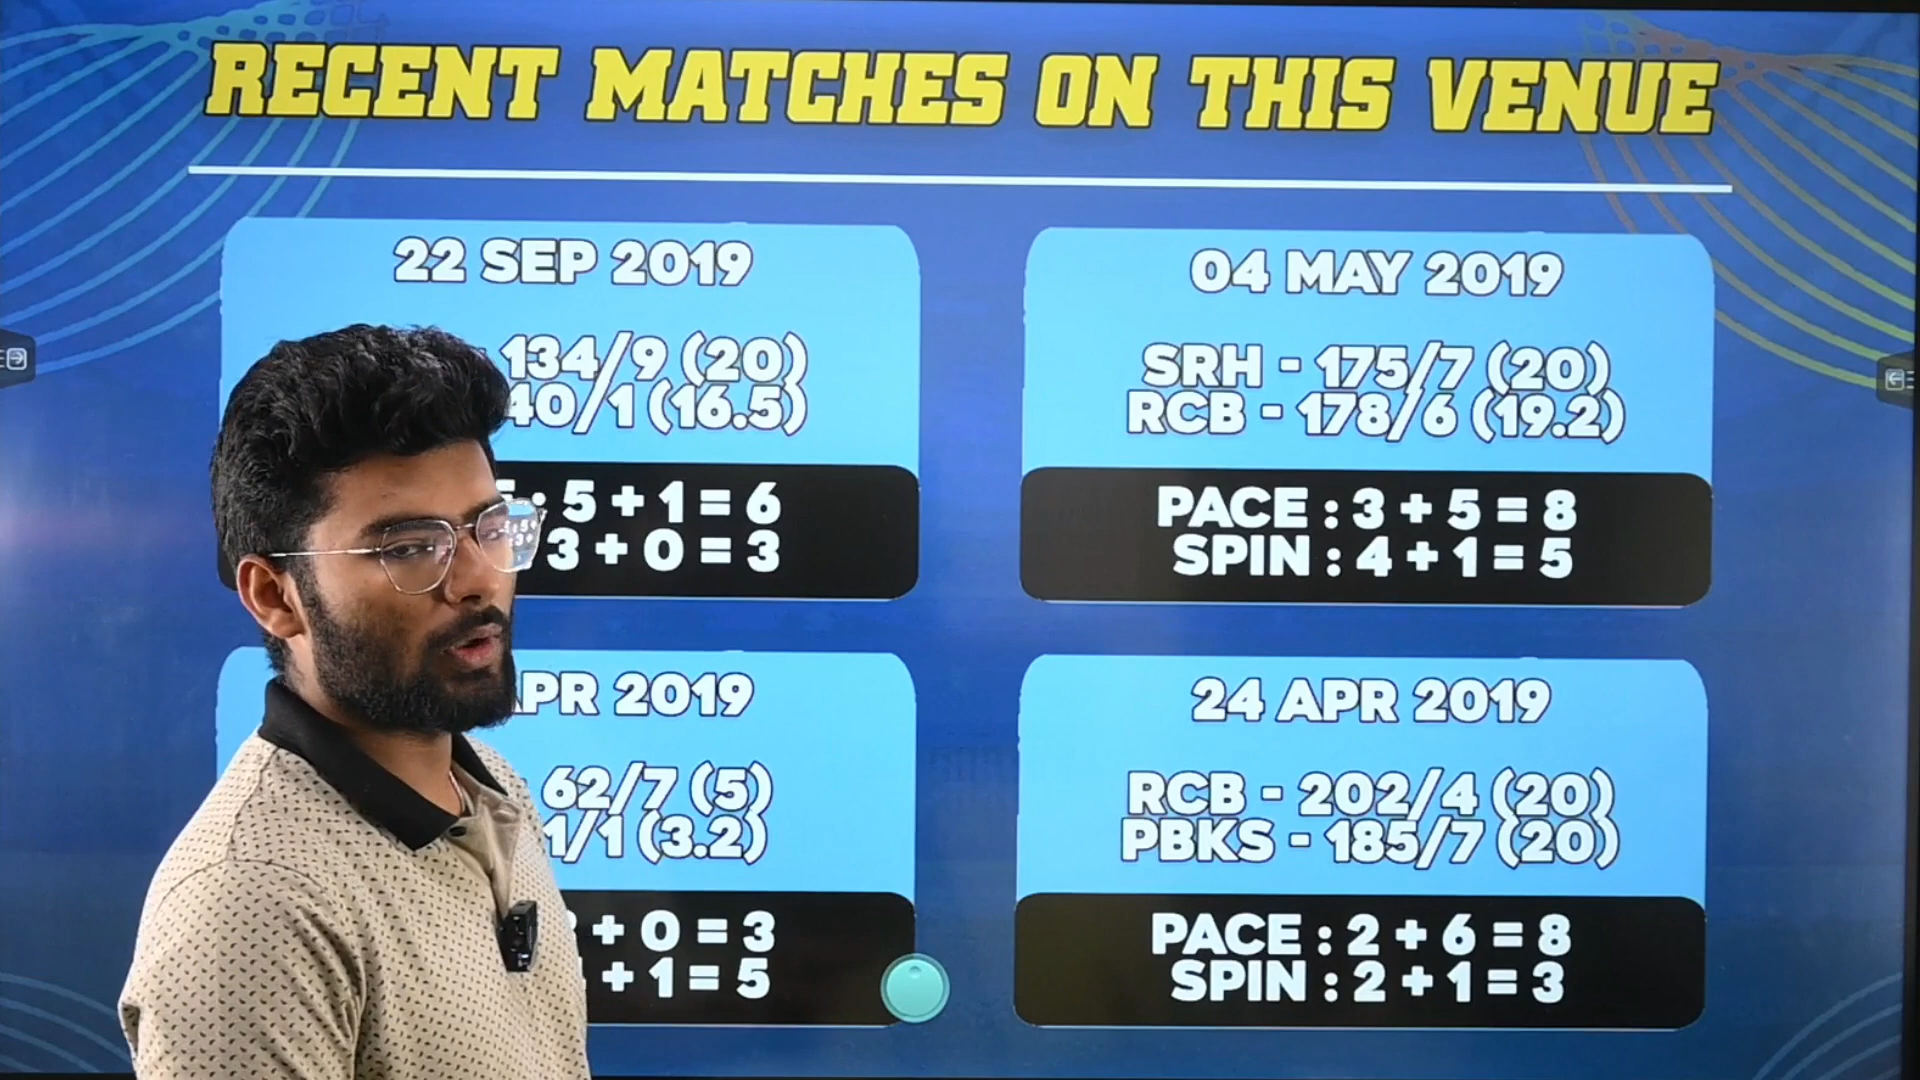 RECENT MATCHES ON THIS VENUE
22 SEP 2019
134/9 (20)
40/1 (16.5)
: 5 + 1 = 6
3 + 0 = 3
04 MAY 2019
SRH - 175/7 (20)
RCB - 178/6 (19.2)
PACE : 3 + 5 = 8
SPIN : 4 + 1 = 5
APR 2019
62/7 (5)
1/1 (3.2)
+ 0 = 3
+ 1 = 5
24 APR 2019
RCB - 202/4 (20)
PBKS - 185/7 (20)
PACE : 2 + 6 = 8
SPIN : 2 + 1 = 3